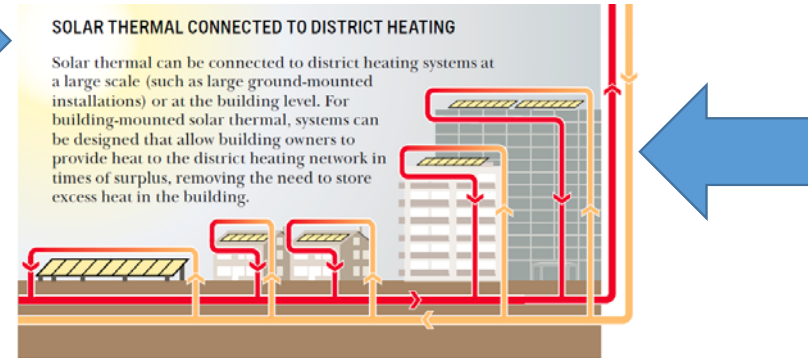 SOLAR THERMAL CONNECTED TO DISTRICT HEATING
Solar thermal can be connected to district heating systems at
a large scale (such as large ground-mounted
installations) or at the building level. For
building-mounted solar thermal, systems can
be designed that allow building owners to
provide heat to the district heating network in
times of surplus, removing the need to store
excess heat in the building.